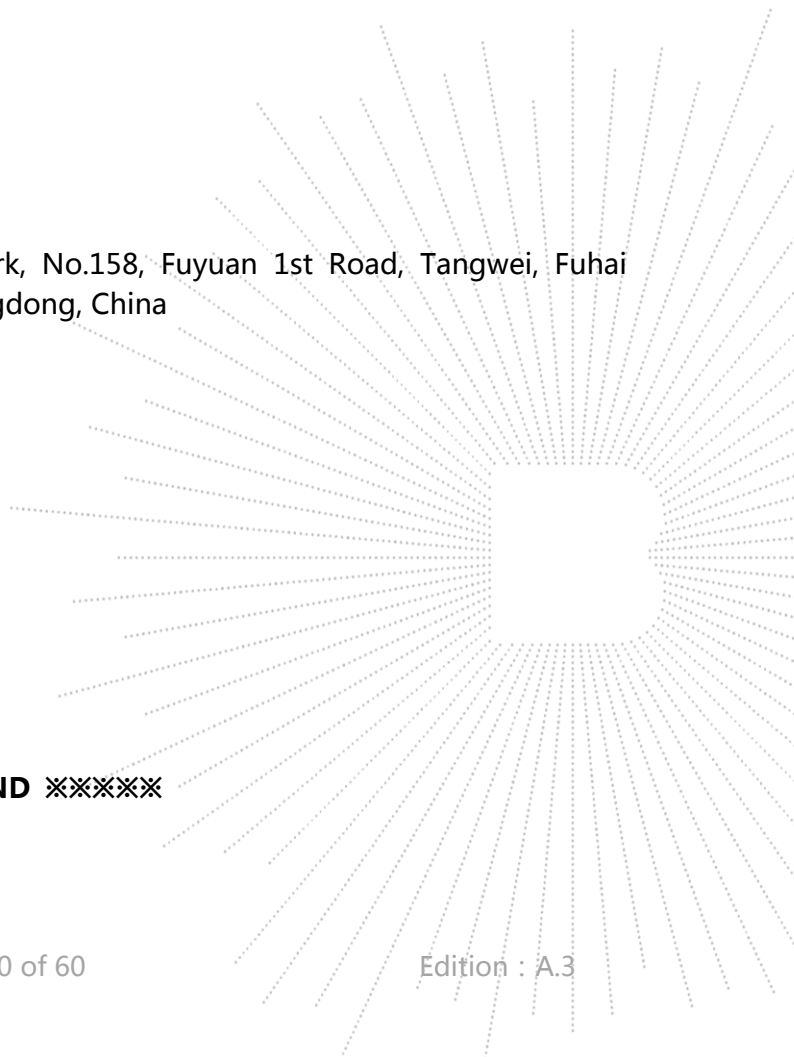 rk, No.158, Fuyuan 1st Road, Tangwei, Fuhai
gdong, China
ND ※※※※※
0 of 60 Edition : A.3